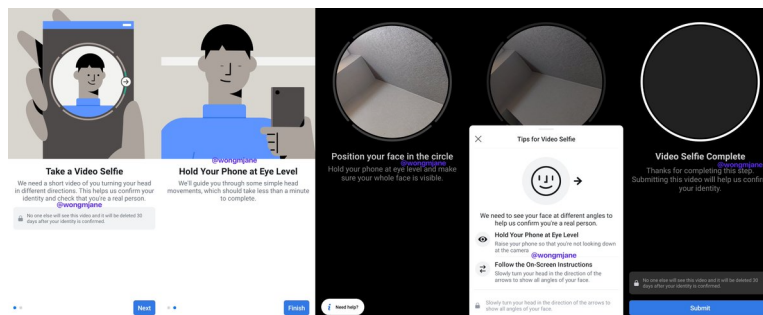 Take a Video Selfie
We need a short video of you turning your head
in different directions. This helps us confirm your
identity and check that you're a real person.
@wongmjane
No one else will see this video and it will be deleted 30
days after your identity is confirmed.
Next
@wongmjane
Hold Your Phone at Eye Level
We'll guide you through some simple head
movements, which should take less than a minute
to complete.
Finish
Position your face in the circle
@wongmjane
Hold your phone at eye level and make
sure your whole face is visible.
Need help?
Tips for Video Selfie
We need to see your face at different angles to
help us confirm you're a real person.
Hold Your Phone at Eye Level
Raise your phone so that you're not looking down
at the camera
@wongmjane
Follow the On-Screen Instructions
Slowly turn your head in the direction of the
arrows to show all angles of your face.
Slowly turn your head in the direction of the arrows to
show all angles of your face.
Video Selfie Complete
@wongmjane
Thanks for completing this step.
Submitting this video will help us confir
your identity.
No one else will see this video and it will be deleted 30
days after your identity is confirmed.
Submit